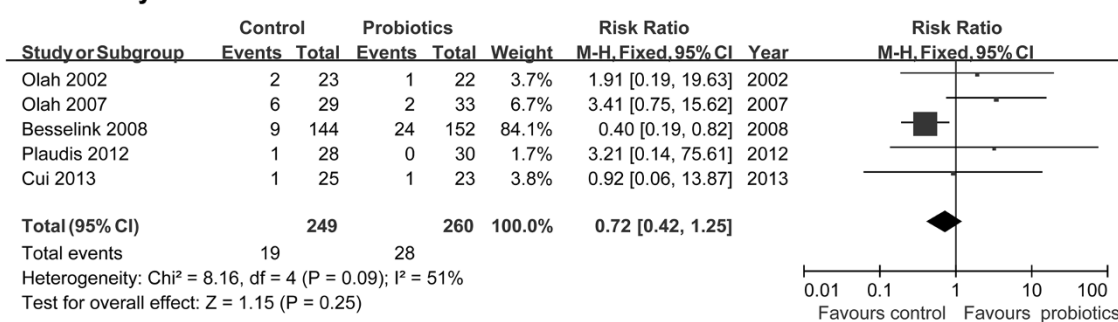 Control Probiotics Risk Ratio Risk Ratio
Study or Subgroup Events Total Events Total Weight M-H, Fixed, 95% CI Year M-H, Fixed, 95% CI
Olah 2002 2 23 1 22 3.7% 1.91 [0.19, 19.63] 2002
Olah 2007 6 29 2 33 6.7% 3.41 [0.75, 15.62] 2007
Besselink 2008 9 144 24 152 84.1% 0.40 [0.19, 0.82] 2008
Plaudis 2012 1 28 0 30 1.7% 3.21 [0.14, 75.61] 2012
Cui 2013 1 25 1 23 3.8% 0.92 [0.06, 13.87] 2013
Total (95% CI) 249 260 100.0% 0.72 [0.42, 1.25]
Total events 19 28
Heterogeneity: Chi² = 8.16, df = 4 (P = 0.09); I² = 51%
Test for overall effect: Z = 1.15 (P = 0.25)
0.01 0.1 1 10 100
Favours control Favours probiotics